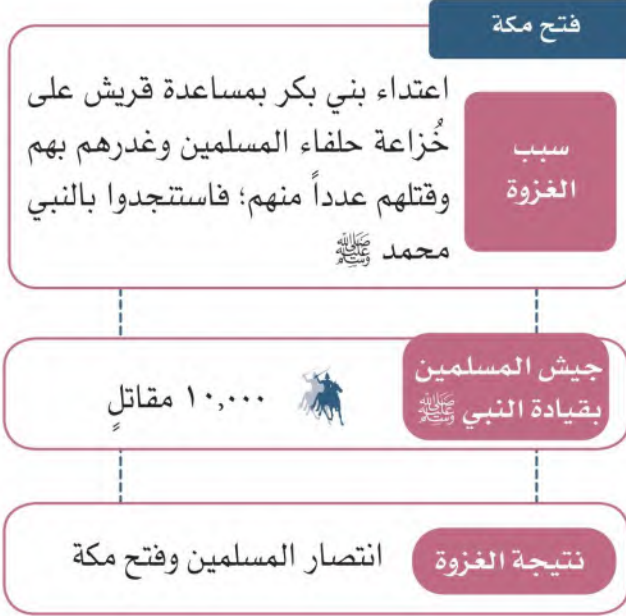 فتح مكة
سبب
الغزوة
اعتداء بني بكر بمساعدة قريش على
خُزاعة حلفاء المسلمين وغدرهم بهم
وقتلهم عدداً منهم؛ فاستنجدوا بالنبي
محمد ﷺ
جيش المسلمين
بقيادة النبي ﷺ
١٠,٠٠٠ مقاتلٍ
نتيجة الغزوة
انتصار المسلمين وفتح مكة